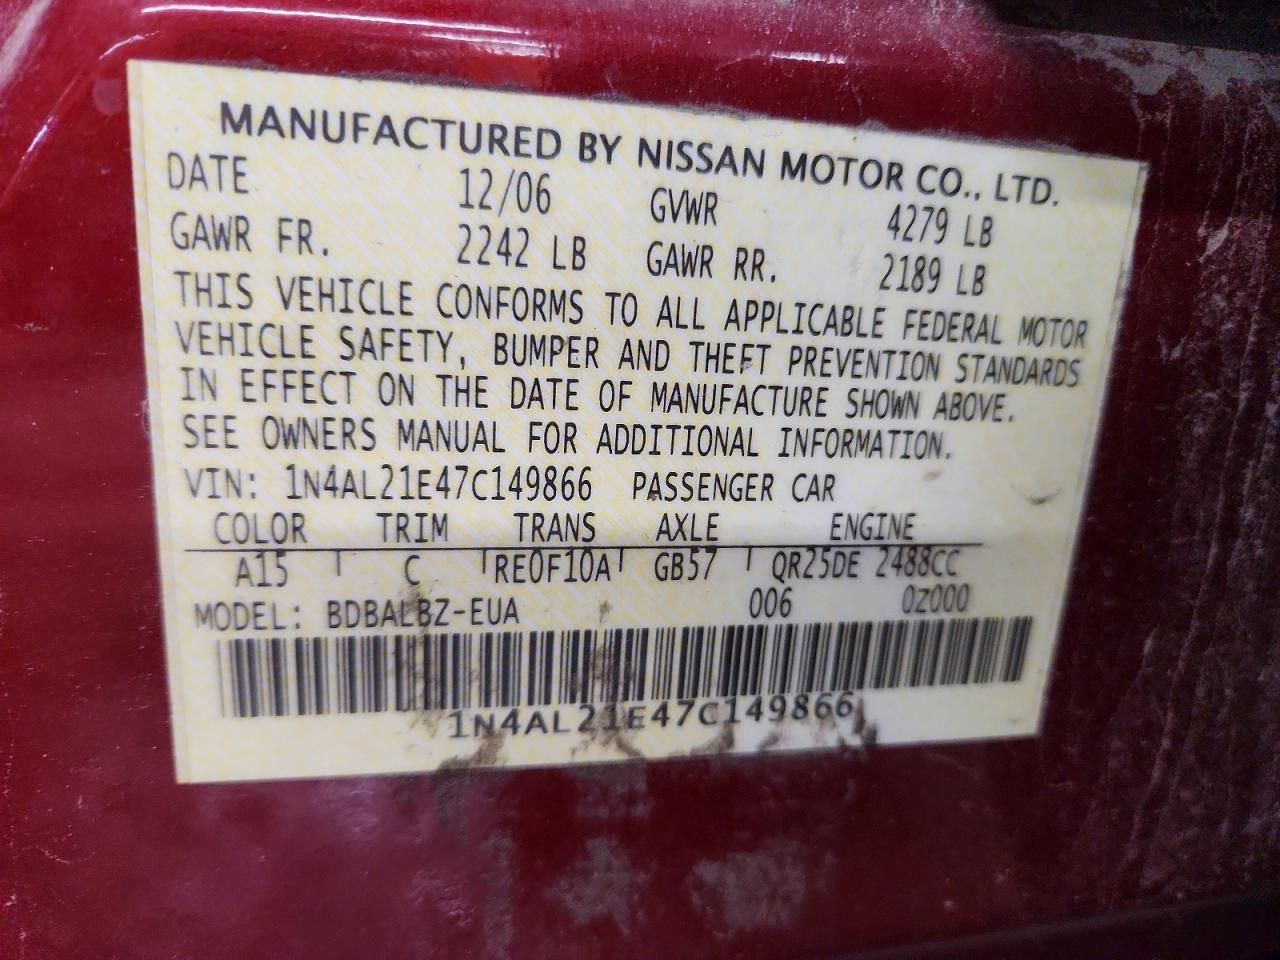 MANUFACTURED BY NISSAN MOTOR CO., LTD.
DATE 12/06 GVWR 4279 LB
GAWR FR. 2242 LB GAWR RR. 2189 LB
THIS VEHICLE CONFORMS TO ALL APPLICABLE FEDERAL MOTOR
VEHICLE SAFETY, BUMPER AND THEFT PREVENTION STANDARDS
IN EFFECT ON THE DATE OF MANUFACTURE SHOWN ABOVE.
SEE OWNERS MANUAL FOR ADDITIONAL INFORMATION.
VIN: 1N4AL21E47C149866 PASSENGER CAR
COLOR TRIM TRANS AXLE ENGINE
A15 C RE0F10A GB57 QR25DE 2488CC
MODEL: BDBALBZ-EUA 006 0Z000
1N4AL21E47C149866